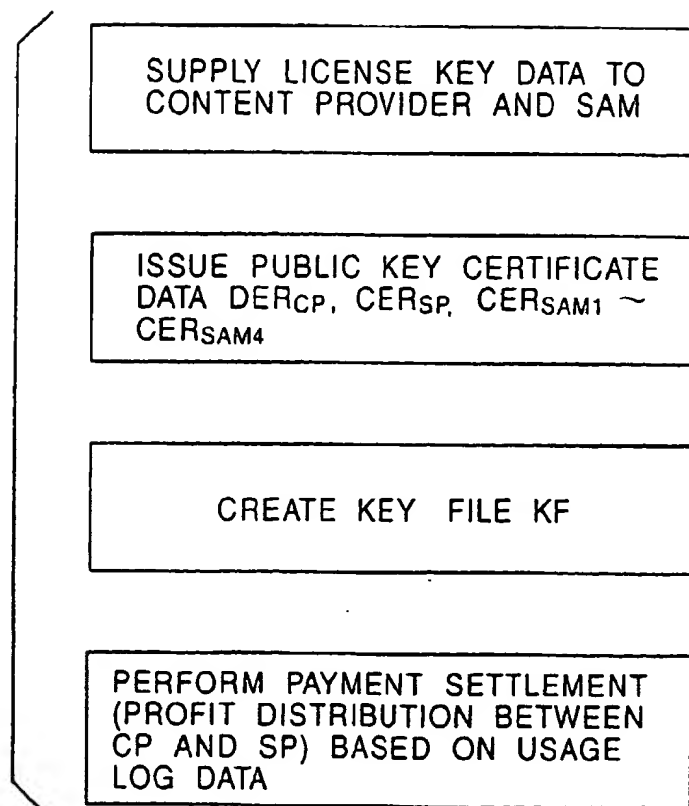 SUPPLY LICENSE KEY DATA TO
CONTENT PROVIDER AND SAM
ISSUE PUBLIC KEY CERTIFICATE
DATA DERCP, CERSP, CERSAM1 ~
CERSAM4
CREATE KEY FILE KF
PERFORM PAYMENT SETTLEMENT
(PROFIT DISTRIBUTION BETWEEN
CP AND SP) BASED ON USAGE
LOG DATA